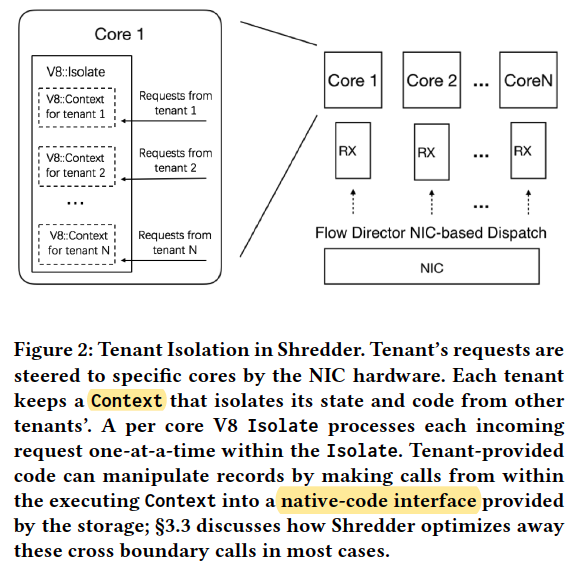 Core 1
V8::Isolate
V8::Context
for tenant 1
Requests from
tenant 1
V8::Context
for tenant 2
Requests from
tenant 2
...
V8::Context
for tenant N
Requests from
tenant N
Core 1
Core 2
...
CoreN
RX
RX
...
RX
...
Flow Director NIC-based Dispatch
NIC
Figure 2: Tenant Isolation in Shredder. Tenant’s requests are
steered to specific cores by the NIC hardware. Each tenant
keeps a Context that isolates its state and code from other
tenants’. A per core V8 Isolate processes each incoming
request one-at-a-time within the Isolate. Tenant-provided
code can manipulate records by making calls from within
the executing Context into a native-code interface provided
by the storage; §3.3 discusses how Shredder optimizes away
these cross boundary calls in most cases.